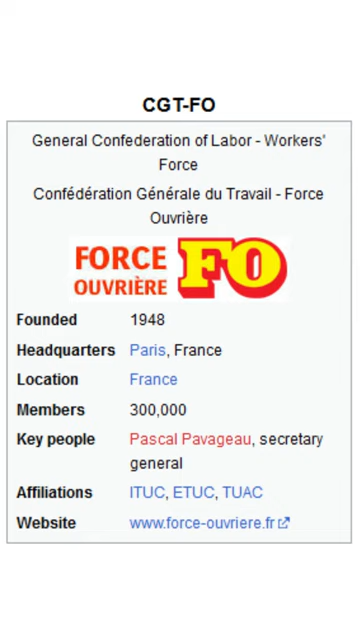 CGT-FO
General Confederation of Labor - Workers'
Force
Confédération Générale du Travail - Force
Ouvrière
FORCE
OUVRIÈRE
FO
Founded 1948
Headquarters Paris, France
Location France
Members 300,000
Key people Pascal Pavageau, secretary
general
Affiliations ITUC, ETUC, TUAC
Website www.force-ouvriere.fr